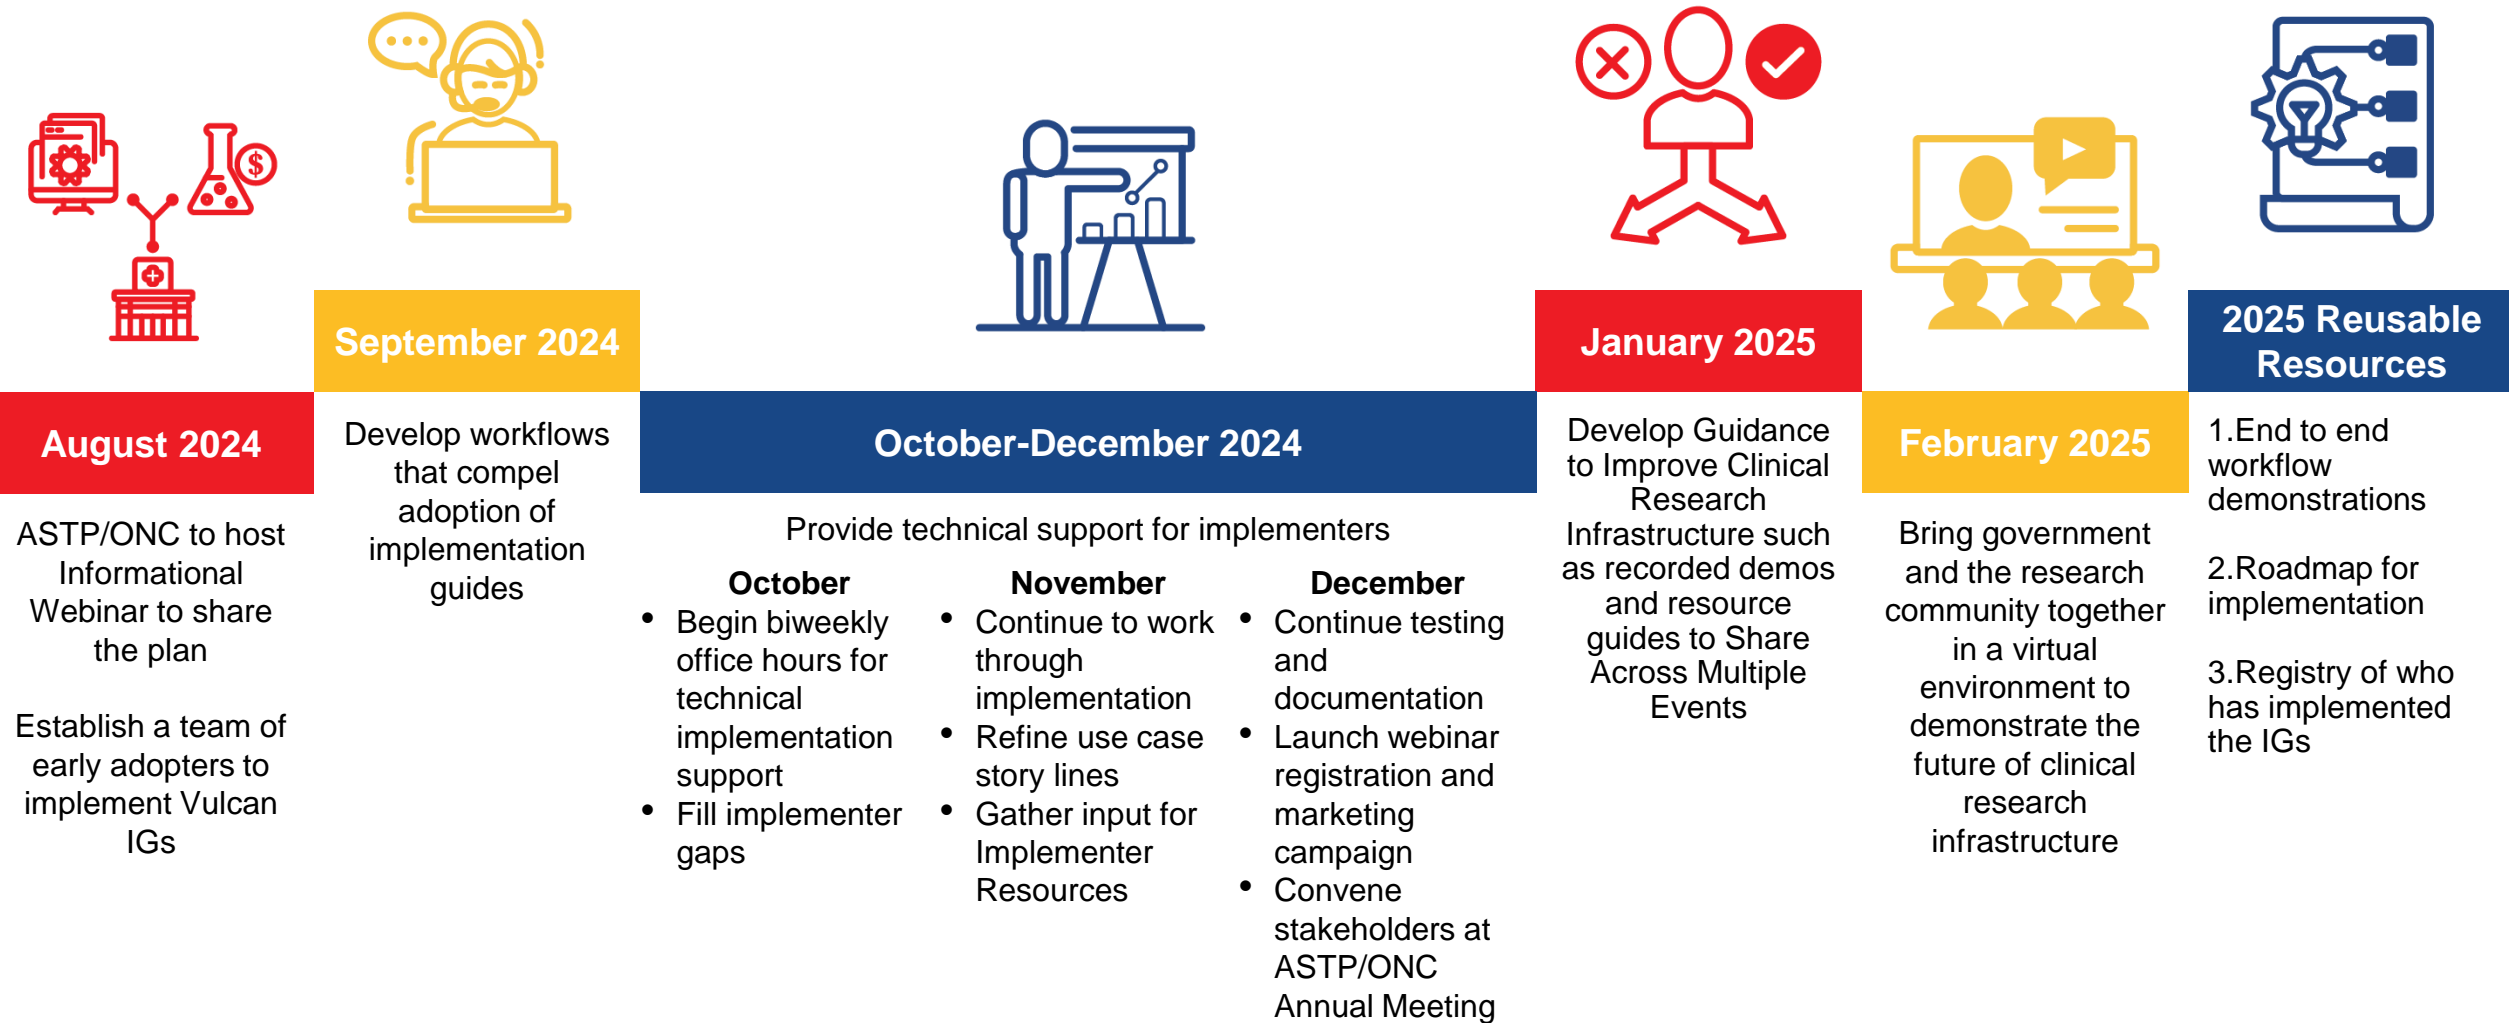 $
August 2024
ASTP/ONC to host
Informational
Webinar to share
the plan
Establish a team of
early adopters to
implement Vulcan
IGs
September 2024
Develop workflows
that compel
adoption of
implementation
guides
October-December 2024
Provide technical support for implementers
October
• Begin biweekly
office hours for
technical
implementation
support
• Fill implementer
gaps
November
• Continue to work
through
implementation
• Refine use case
story lines
• Gather input for
Implementer
Resources
December
• Continue testing
and
documentation
• Launch webinar
registration and
marketing
campaign
• Convene
stakeholders at
ASTP/ONC
Annual Meeting
January 2025
Develop Guidance
to Improve Clinical
Research
Infrastructure such
as recorded demos
and resource
guides to Share
Across Multiple
Events
February 2025
Bring government
and the research
community together
in a virtual
environment to
demonstrate the
future of clinical
research
infrastructure
2025 Reusable
Resources
1.End to end
workflow
demonstrations
2.Roadmap for
implementation
3.Registry of who
has implemented
the IGs